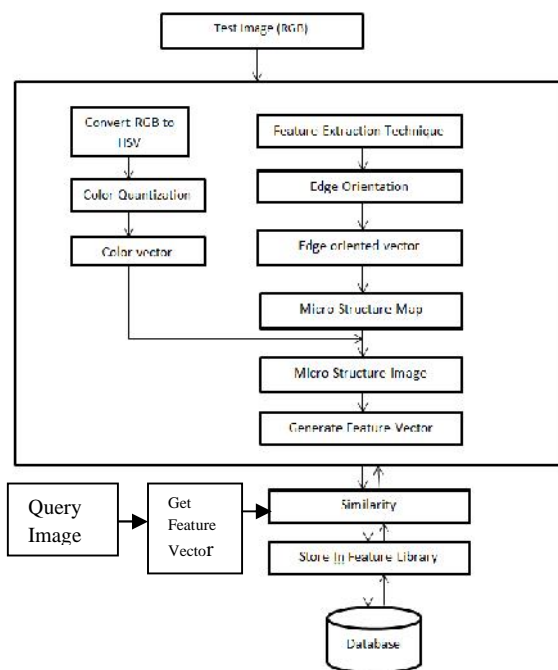 Test Image (RGB)
Convert RGB to
HSV
Color Quantization
Color vector
Feature Extraction Technique
Edge Orientation
Edge oriented vector
Micro Structure Map
Micro Structure Image
Generate Feature Vector
Query
Image
Get
Feature
Vector
Similarity
Store In Feature Library
Database